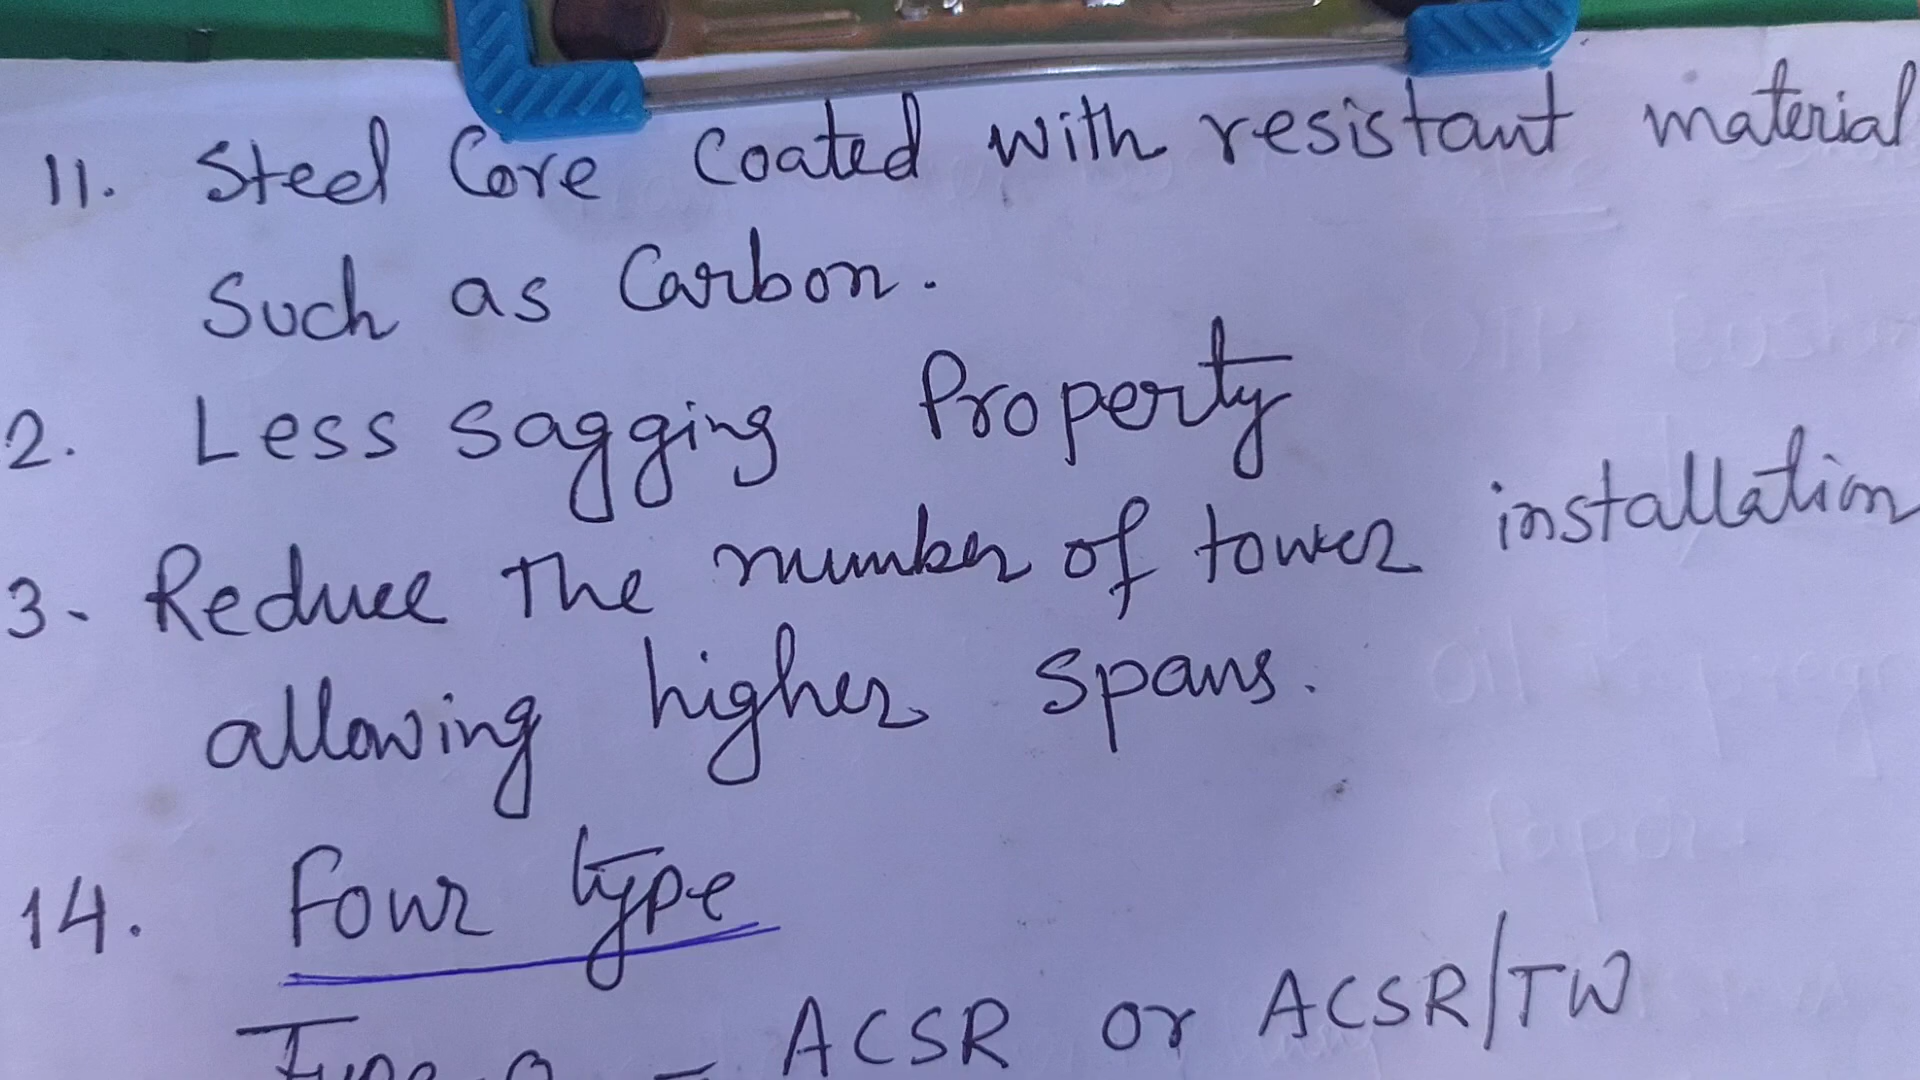 11. Steel Core Coated with resistant material
Such as Carbon.
2. Less sagging Property
3. Reduce The number of tower installation
allowing higher spans.
14. Four type
Type - ACSR or ACSR/TW